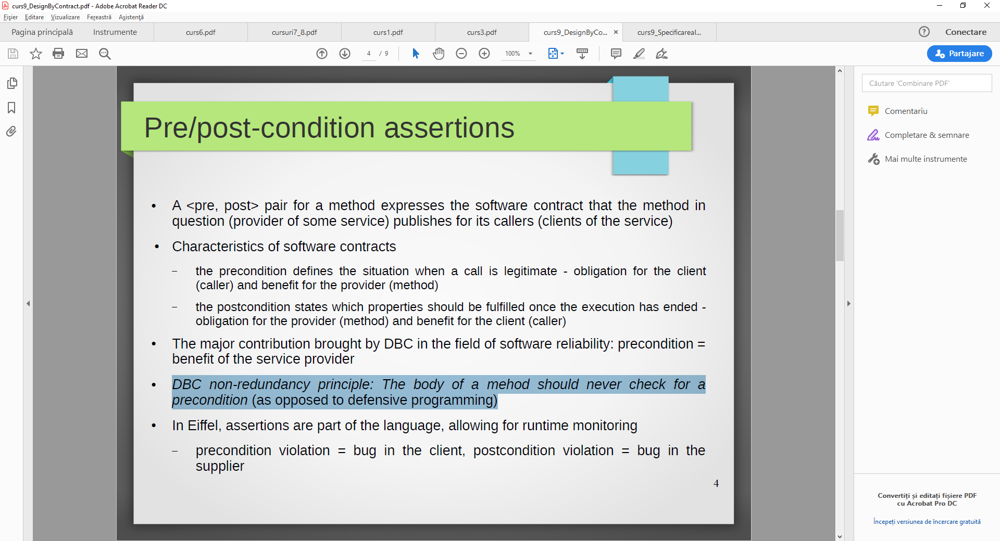 curs9_DesignByContract.pdf - Adobe Acrobat Reader DC
Fișier Editare Vizualizare Fereastră Asistență
Pagina principală Instrumente curs6.pdf cursuri7_8.pdf curs1.pdf curs3.pdf curs9_DesignByCo... × curs9_Specificareal... ? Conectare
4 / 9 100% Partajare
Căutare 'Combinare PDF'
Comentariu
Completare & semnare
Mai multe instrumente
Pre/post-condition assertions
• A <pre, post> pair for a method expresses the software contract that the method in
question (provider of some service) publishes for its callers (clients of the service)
• Characteristics of software contracts
– the precondition defines the situation when a call is legitimate - obligation for the client
(caller) and benefit for the provider (method)
– the postcondition states which properties should be fulfilled once the execution has ended -
obligation for the provider (method) and benefit for the client (caller)
• The major contribution brought by DBC in the field of software reliability: precondition =
benefit of the service provider
• DBC non-redundancy principle: The body of a mehod should never check for a
precondition (as opposed to defensive programming)
• In Eiffel, assertions are part of the language, allowing for runtime monitoring
– precondition violation = bug in the client, postcondition violation = bug in the
supplier
4
Convertiți și editați fișiere PDF
cu Acrobat Pro DC
Începeți versiunea de încercare gratuită